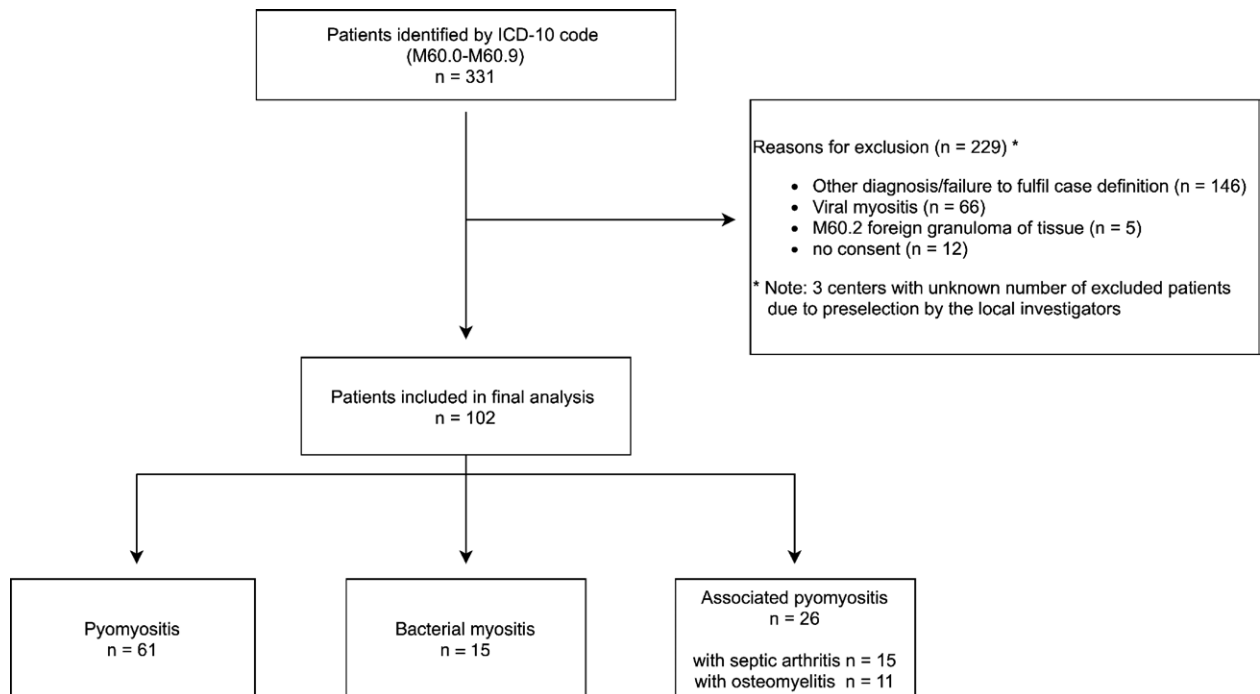 Patients identified by ICD-10 code
(M60.0-M60.9)
n = 331
Reasons for exclusion (n = 229) *
• Other diagnosis/failure to fulfil case definition (n = 146)
• Viral myositis (n = 66)
• M60.2 foreign granuloma of tissue (n = 5)
• no consent (n = 12)
* Note: 3 centers with unknown number of excluded patients
due to preselection by the local investigators
Patients included in final analysis
n = 102
Pyomyositis
n = 61
Bacterial myositis
n = 15
Associated pyomyositis
n = 26
with septic arthritis n = 15
with osteomyelitis n = 11